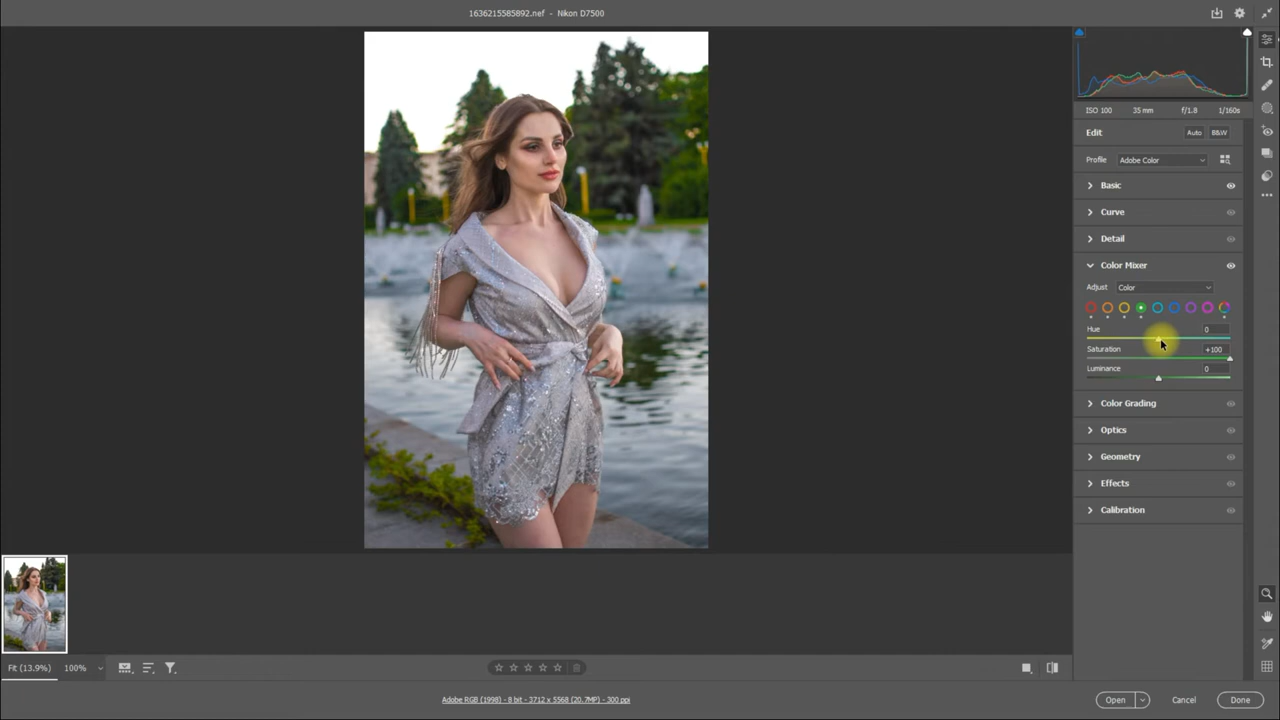 1636215585892.nef - Nikon D7500
ISO 100 35 mm f/1.8 1/160s
Edit Auto B&W
Profile Adobe Color
Basic
Curve
Detail
Color Mixer
Adjust Color
Hue 0
Saturation +100
Luminance 0
Color Grading
Optics
Geometry
Effects
Calibration
Fit (13.9%) 100%
Adobe RGB (1998) - 8 bit - 3712 x 5568 (20.7MP) - 300 ppi
Open Cancel Done